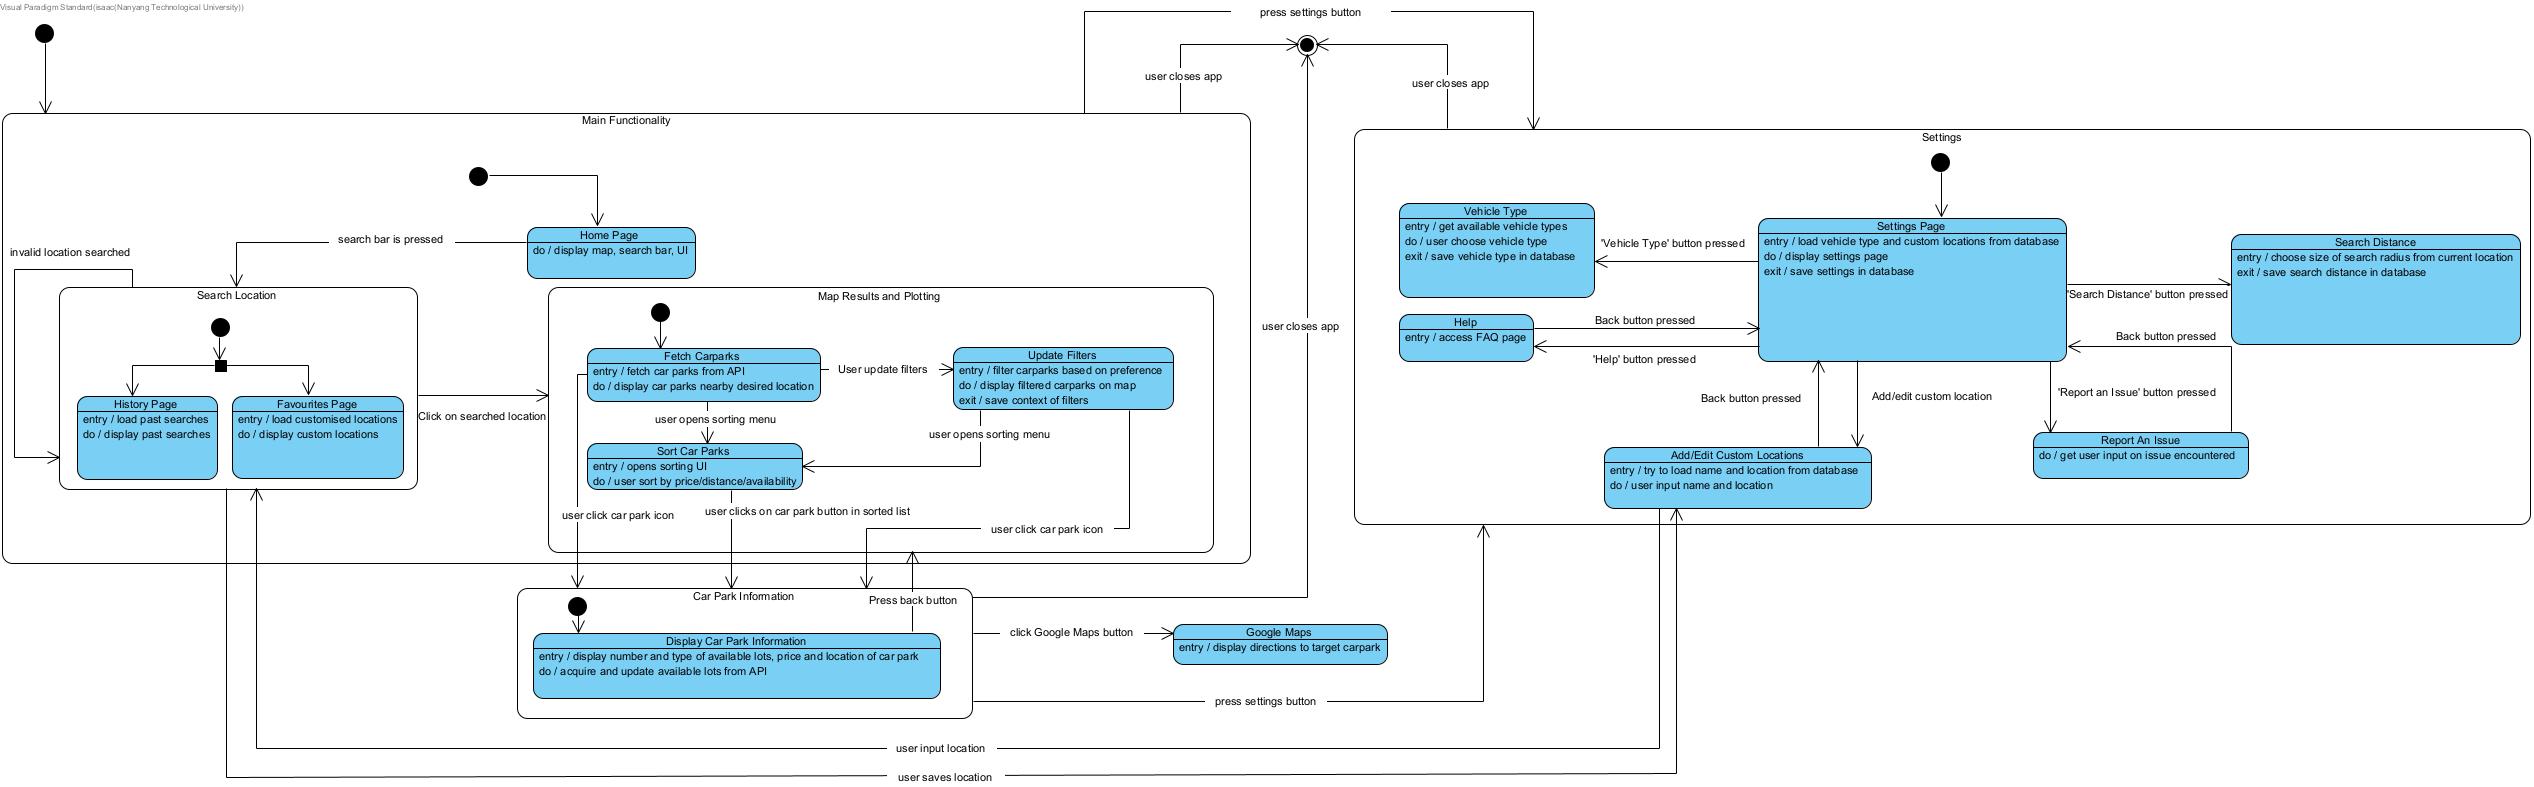 Visual Paradigm Standard(isaac(Nanyang Technological University))
press settings button
user closes app
user closes app
Main Functionality
Settings
Home Page
do / display map, search bar, UI
search bar is pressed
invalid location searched
Search Location
History Page
entry / load past searches
do / display past searches
Favourites Page
entry / load customised locations
do / display custom locations
Click on searched location
Map Results and Plotting
Fetch Carparks
entry / fetch car parks from API
do / display car parks nearby desired location
User update filters
Update Filters
entry / filter carparks based on preference
do / display filtered carparks on map
exit / save context of filters
user opens sorting menu
user opens sorting menu
Sort Car Parks
entry / opens sorting UI
do / user sort by price/distance/availability
user click car park icon
user clicks on car park button in sorted list
user click car park icon
user closes app
Vehicle Type
entry / get available vehicle types
do / user choose vehicle type
exit / save vehicle type in database
'Vehicle Type' button pressed
Settings Page
entry / load vehicle type and custom locations from database
do / display settings page
exit / save settings in database
Search Distance
entry / choose size of search radius from current location
exit / save search distance in database
'Search Distance' button pressed
Help
entry / access FAQ page
Back button pressed
'Help' button pressed
Back button pressed
Back button pressed
Add/edit custom location
'Report an Issue' button pressed
Report An Issue
do / get user input on issue encountered
Add/Edit Custom Locations
entry / try to load name and location from database
do / user input name and location
Car Park Information
Press back button
Display Car Park Information
entry / display number and type of available lots, price and location of car park
do / acquire and update available lots from API
click Google Maps button
Google Maps
entry / display directions to target carpark
press settings button
user input location
user saves location